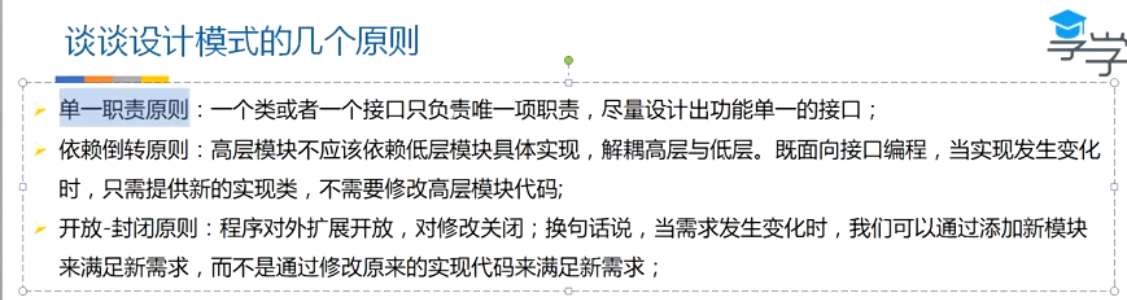 谈谈设计模式的几个原则
学学
单一职责原则：一个类或者一个接口只负责唯一项职责，尽量设计出功能单一的接口；
依赖倒转原则：高层模块不应该依赖低层模块具体实现，解耦高层与低层。既面向接口编程，当实现发生变化
时，只需提供新的实现类，不需要修改高层模块代码;
开放-封闭原则：程序对外扩展开放，对修改关闭；换句话说，当需求发生变化时，我们可以通过添加新模块
来满足新需求，而不是通过修改原来的实现代码来满足新需求；